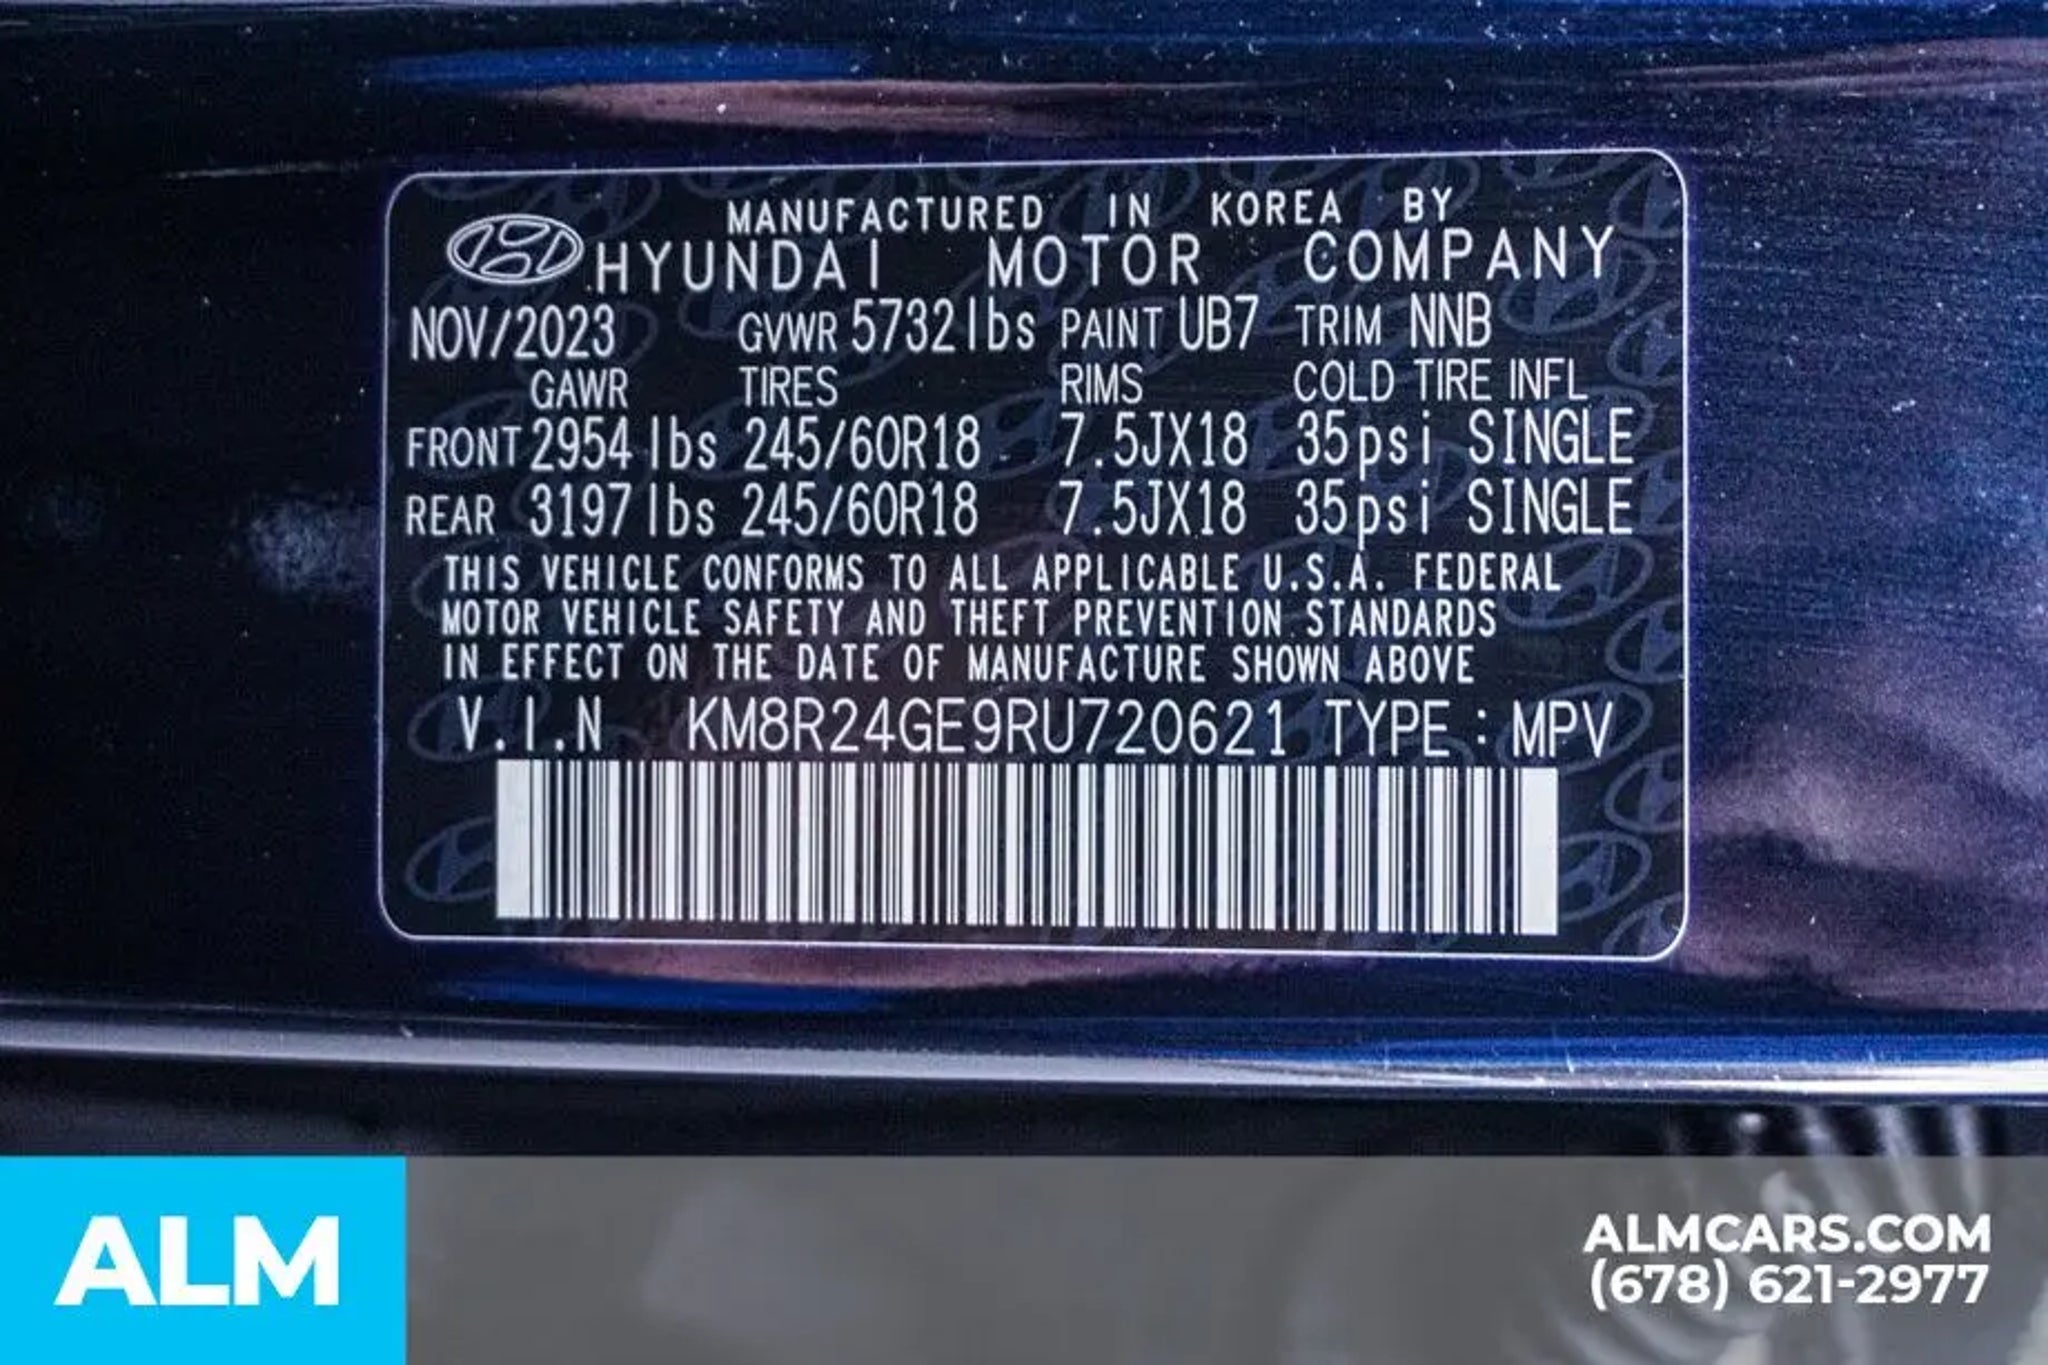 MANUFACTURED IN KOREA BY
HYUNDAI MOTOR COMPANY
NOV/2023 GVWR 5732lbs PAINT UB7 TRIM NNB
GAWR TIRES RIMS COLD TIRE INFL
FRONT 2954lbs 245/60R18 7.5JX18 35psi SINGLE
REAR 3197lbs 245/60R18 7.5JX18 35psi SINGLE
THIS VEHICLE CONFORMS TO ALL APPLICABLE U.S.A. FEDERAL
MOTOR VEHICLE SAFETY AND THEFT PREVENTION STANDARDS
IN EFFECT ON THE DATE OF MANUFACTURE SHOWN ABOVE
V.I.N KM8R24GE9RU720621 TYPE : MPV
ALM
ALMCARS.COM
(678) 621-2977